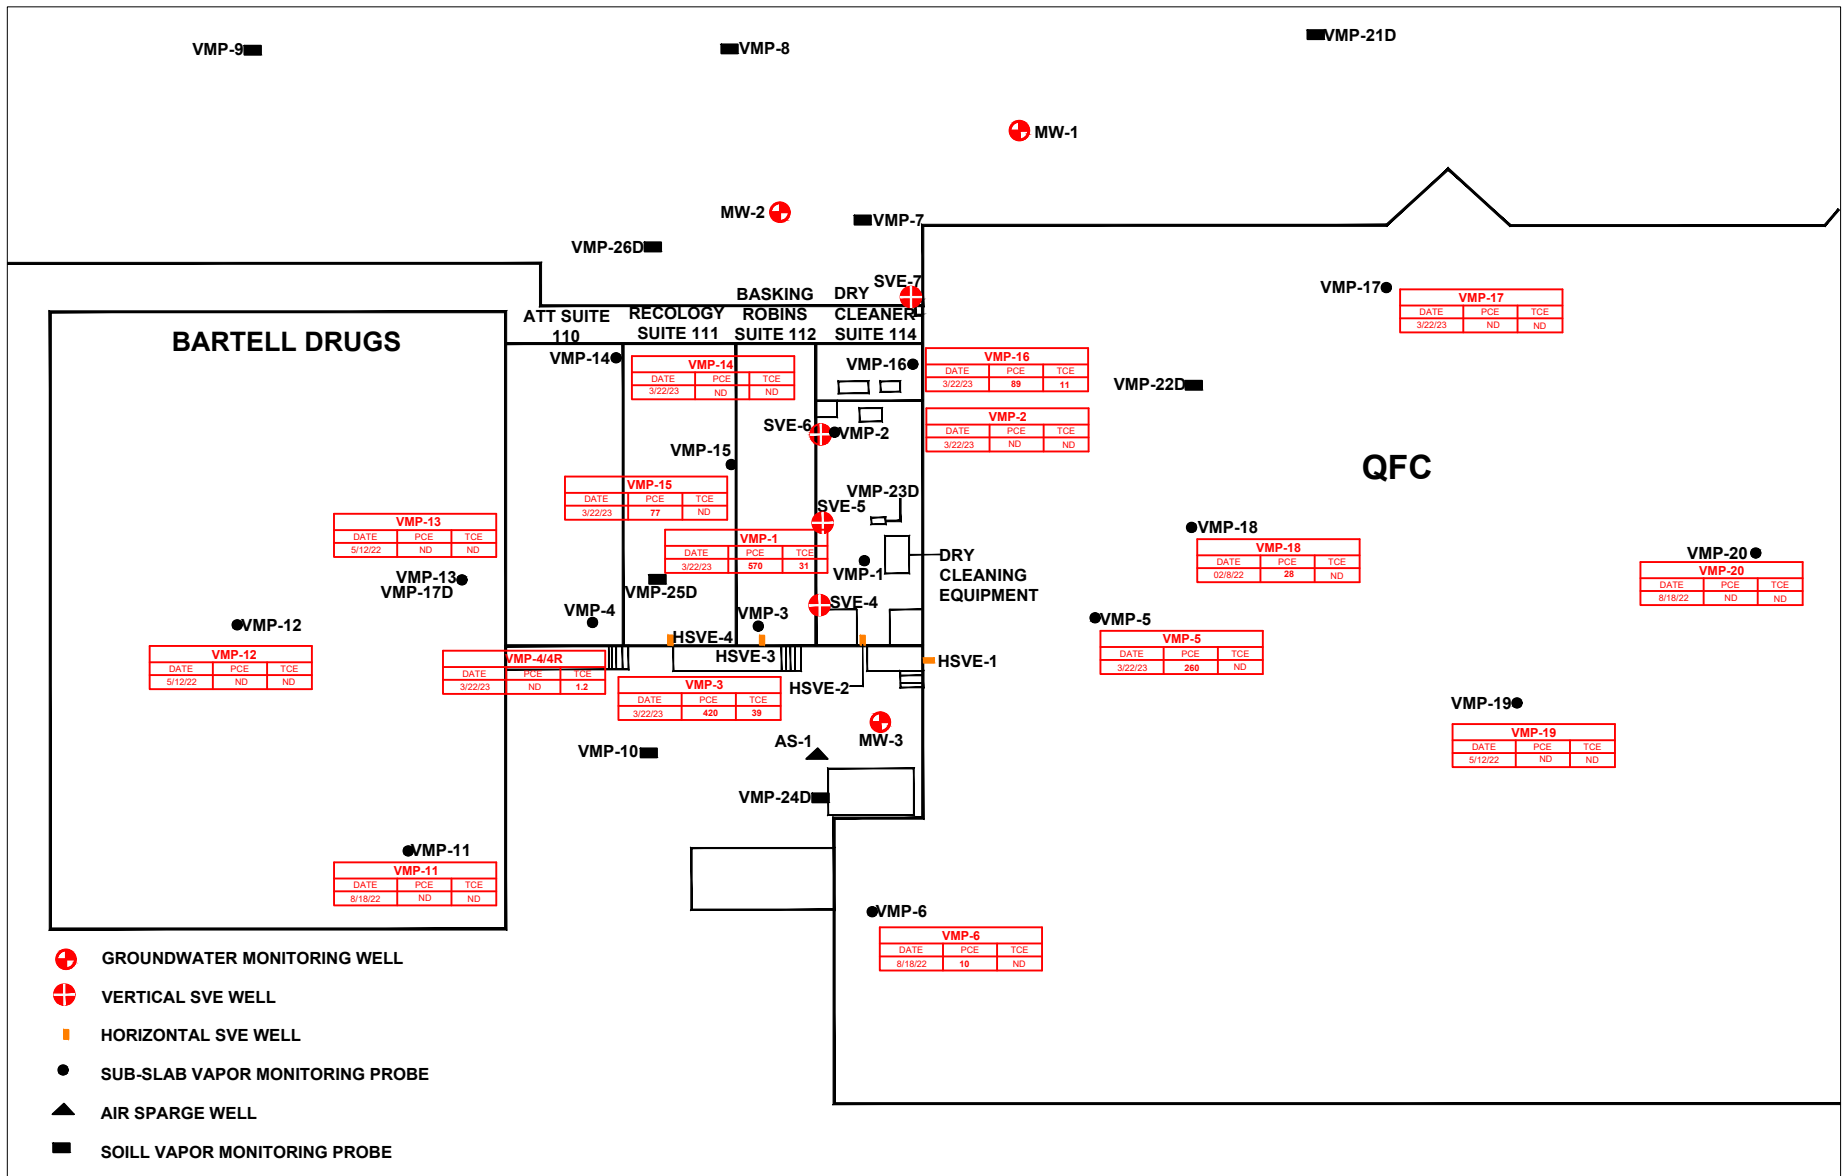 VMP-9
VMP-8
VMP-21D
MW-1
MW-2
VMP-7
VMP-26D
SVE-7
VMP-17
VMP-17
DATE PCE TCE
3/22/23 ND ND
BARTELL DRUGS
ATT SUITE
110
RECOLOGY
SUITE 111
BASKING
ROBINS
SUITE 112
DRY
CLEANER
SUITE 114
VMP-14
VMP-14
DATE PCE TCE
3/22/23 ND ND
VMP-16
VMP-16
DATE PCE TCE
3/22/23 89 11
VMP-22D
VMP-2
DATE PCE TCE
3/22/23 ND ND
SVE-6
VMP-2
QFC
VMP-15
VMP-15
DATE PCE TCE
3/22/23 77 ND
VMP-23D
SVE-5
VMP-13
DATE PCE TCE
5/12/22 ND ND
VMP-13
VMP-17D
VMP-1
DATE PCE TCE
3/22/23 570 31
VMP-1
DRY
CLEANING
EQUIPMENT
VMP-18
VMP-18
DATE PCE TCE
02/8/22 28 ND
VMP-20
VMP-20
DATE PCE TCE
8/18/22 ND ND
VMP-25D
VMP-4
VMP-3
SVE-4
VMP-5
VMP-5
DATE PCE TCE
3/22/23 260 ND
VMP-12
VMP-12
DATE PCE TCE
5/12/22 ND ND
HSVE-4
HSVE-3
HSVE-1
HSVE-2
VMP-4/4R
DATE PCE TCE
3/22/23 ND 1.2
VMP-3
DATE PCE TCE
3/22/23 420 39
VMP-19
VMP-19
DATE PCE TCE
5/12/22 ND ND
MW-3
AS-1
VMP-10
VMP-24D
VMP-11
VMP-11
DATE PCE TCE
8/18/22 ND ND
VMP-6
VMP-6
DATE PCE TCE
8/18/22 10 ND
GROUNDWATER MONITORING WELL
VERTICAL SVE WELL
HORIZONTAL SVE WELL
SUB-SLAB VAPOR MONITORING PROBE
AIR SPARGE WELL
SOILL VAPOR MONITORING PROBE